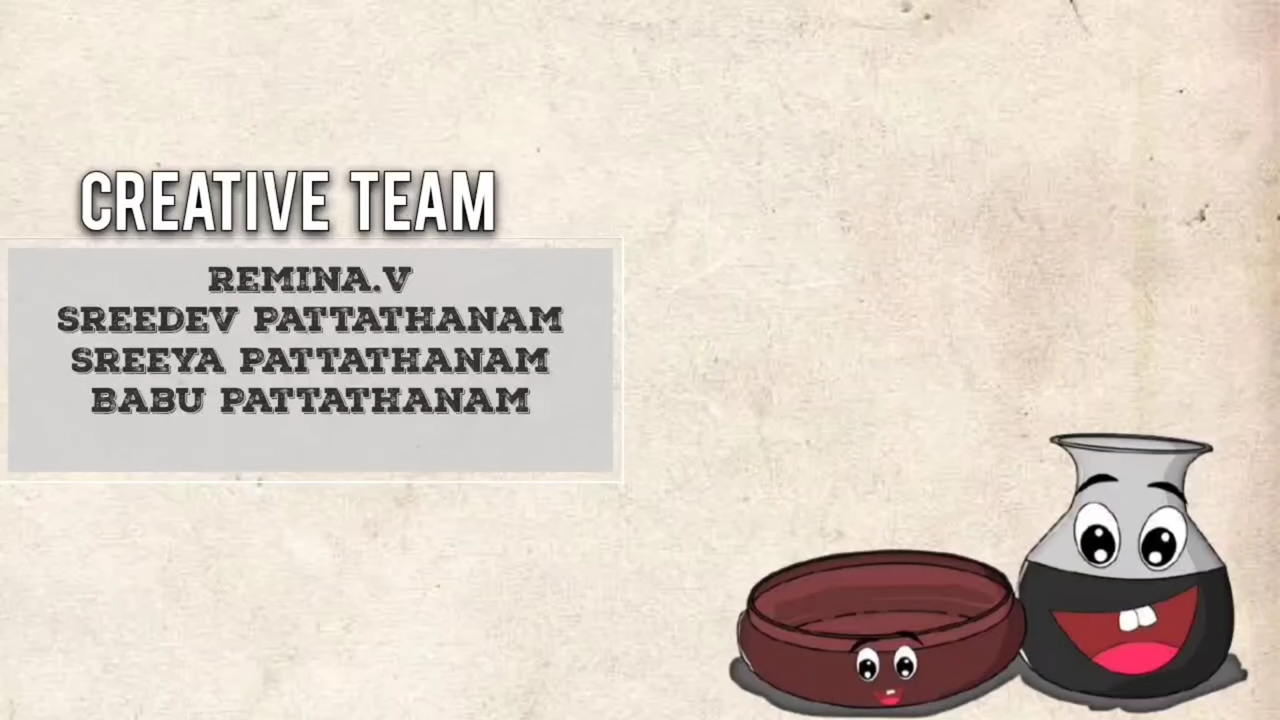 CREATIVE TEAM
REMINA.V
SREEDEV PATTATHANAM
SREEYA PATTATHANAM
BABU PATTATHANAM